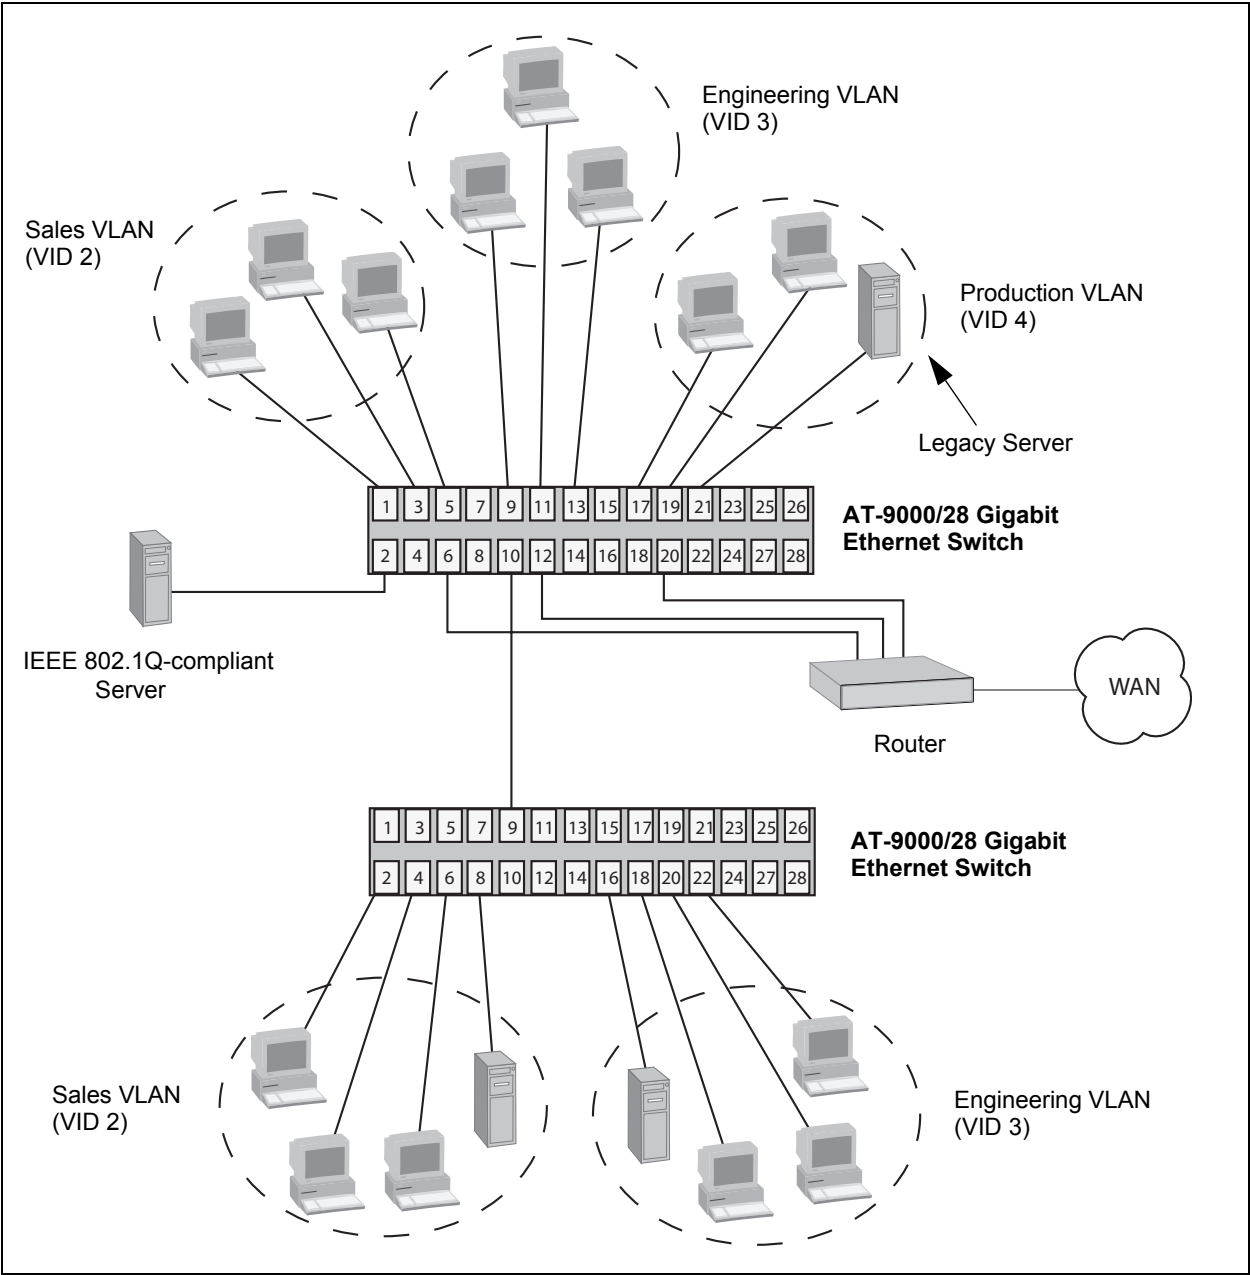 Engineering VLAN
(VID 3)
Sales VLAN
(VID 2)
Production VLAN
(VID 4)
Legacy Server
1 3 5 7 9 11 13 15 17 19 21 23 25 26
2 4 6 8 10 12 14 16 18 20 22 24 27 28
AT-9000/28 Gigabit
Ethernet Switch
IEEE 802.1Q-compliant
Server
WAN
Router
1 3 5 7 9 11 13 15 17 19 21 23 25 26
2 4 6 8 10 12 14 16 18 20 22 24 27 28
AT-9000/28 Gigabit
Ethernet Switch
Sales VLAN
(VID 2)
Engineering VLAN
(VID 3)